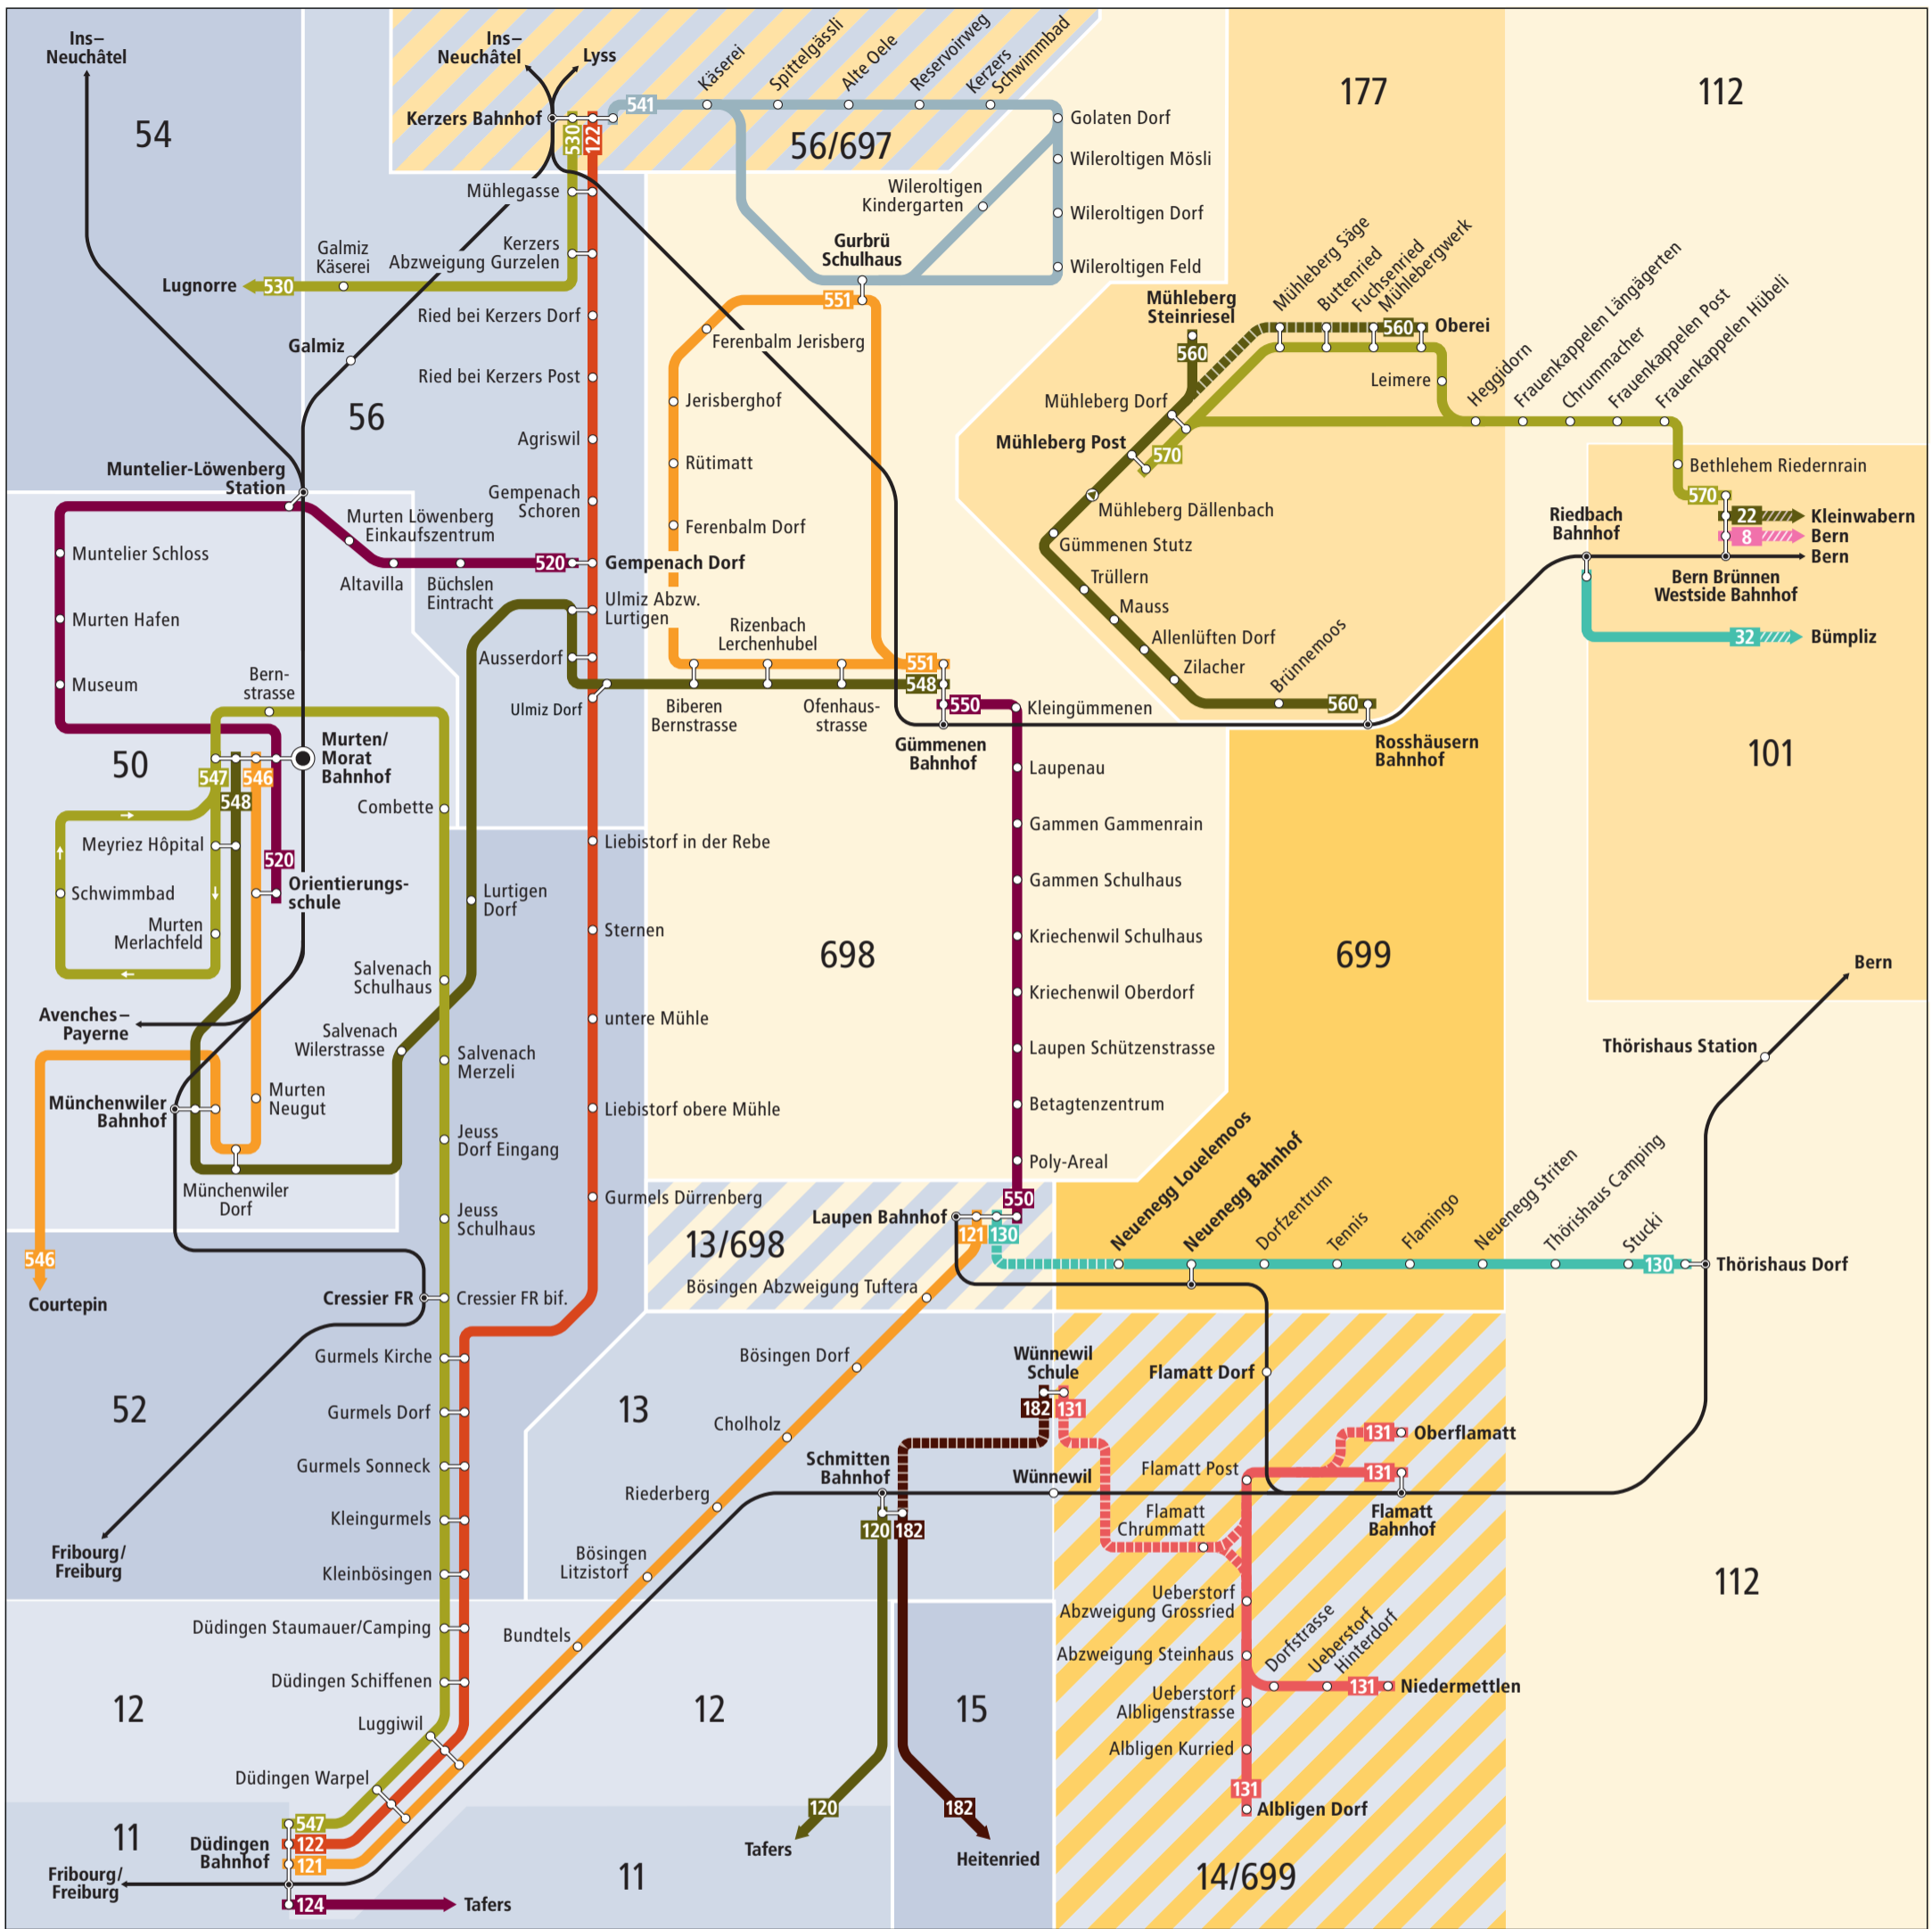 Ins–
Neuchâtel
54
Ins–
Neuchâtel
Lyss
Kerzers Bahnhof
530
122
541
Käserei
Spittelgässli
Alte Oele
Reservoirweg
Kerzers
Schwimmbad
56/697
177
112
Golaten Dorf
Wileroltigen Mösli
Wileroltigen
Kindergarten
Wileroltigen Dorf
Wileroltigen Feld
Gurbrü
Schulhaus
Mühlegasse
Kerzers
Abzweigung Gurzelen
Galmiz
Käserei
Lugnorre
530
Ried bei Kerzers Dorf
Galmiz
Ried bei Kerzers Post
56
Agriswil
Muntelier-Löwenberg
Station
Gempenach
Schoren
Murten Löwenberg
Einkaufszentrum
Altavilla
Büchslen
Eintracht
520
Gempenach Dorf
Ulmiz Abzw.
Lurtigen
Ausserdorf
Ulmiz Dorf
551
Ferenbalm Jerisberg
Jerisberghof
Rütimatt
Ferenbalm Dorf
Rizenbach
Lerchenhubel
551
548
550
Biberen
Bernstrasse
Ofenhaus-
strasse
Gümmenen
Bahnhof
Kleingümmenen
Mühleberg
Steinriesel
560
Mühleberg Säge
Buttenried
Fuchsenried
Mühlebergwerk
560
Oberei
Leimere
Mühleberg Dorf
Mühleberg Post
570
Heggidorn
Frauenkappelen Längägerten
Chrummacher
Frauenkappelen Post
Frauenkappelen Hübeli
Mühleberg Dällenbach
Gümmenen Stutz
Trüllern
Mauss
Allenlüften Dorf
Zilacher
Brünnemoos
560
Rosshäusern
Bahnhof
Bethlehem Riedernrain
570
22
Kleinwabern
8
Bern
Bern
Riedbach
Bahnhof
Bern Brünnen
Westside Bahnhof
32
Bümpliz
101
Muntelier Schloss
Murten Hafen
Museum
Bern-
strasse
50
Murten/
Morat
Bahnhof
547
546
548
Meyriez Hôpital
520
Schwimmbad
Orientierungs-
schule
Murten
Merlachfeld
Combette
Lurtigen
Dorf
Salvenach
Schulhaus
Avenches–
Payerne
Salvenach
Wilerstrasse
Salvenach
Merzeli
Münchenwiler
Bahnhof
Murten
Neugut
Jeuss
Dorf Eingang
Münchenwiler
Dorf
Jeuss
Schulhaus
546
Courtepin
Cressier FR
Cressier FR bif.
Liebistorf in der Rebe
Sternen
untere Mühle
Liebistorf obere Mühle
Gurmels Dürrenberg
698
699
Laupenau
Gammen Gammenrain
Gammen Schulhaus
Kriechenwil Schulhaus
Kriechenwil Oberdorf
Laupen Schützenstrasse
Betagtenzentrum
Poly-Areal
550
Laupen Bahnhof
121
130
13/698
Bösingen Abzweigung Tuftera
Neuenegg Louelemoos
Neuenegg Bahnhof
Dorfzentrum
Tennis
Flamingo
Neuenegg Striten
Thörishaus Camping
Stucki
130
Thörishaus Dorf
Thörishaus Station
Bern
Gurmels Kirche
52
Gurmels Dorf
Gurmels Sonneck
Kleingurmels
Kleinbösingen
Fribourg/
Freiburg
13
Bösingen Dorf
Cholholz
Riederberg
Bösingen
Litzistorf
Bundtels
Schmitten
Bahnhof
120
182
Wünnewil
Schule
182
131
Wünnewil
Flamatt Dorf
131
Oberflamatt
Flamatt Post
131
Flamatt
Bahnhof
Flamatt
Chrummatt
Ueberstorf
Abzweigung Grossried
Abzweigung Steinhaus
Dorfstrasse
Ueberstorf
Hinterdorf
131
Niedermettlen
Ueberstorf
Albligenstrasse
Albligen Kurried
131
Albligen Dorf
112
Düdingen Staumauer/Camping
Düdingen Schiffenen
12
12
15
Luggiwil
Düdingen Warpel
11
547
122
121
Düdingen
Bahnhof
Fribourg/
Freiburg
124
Tafers
11
120
Tafers
182
Heitenried
14/699